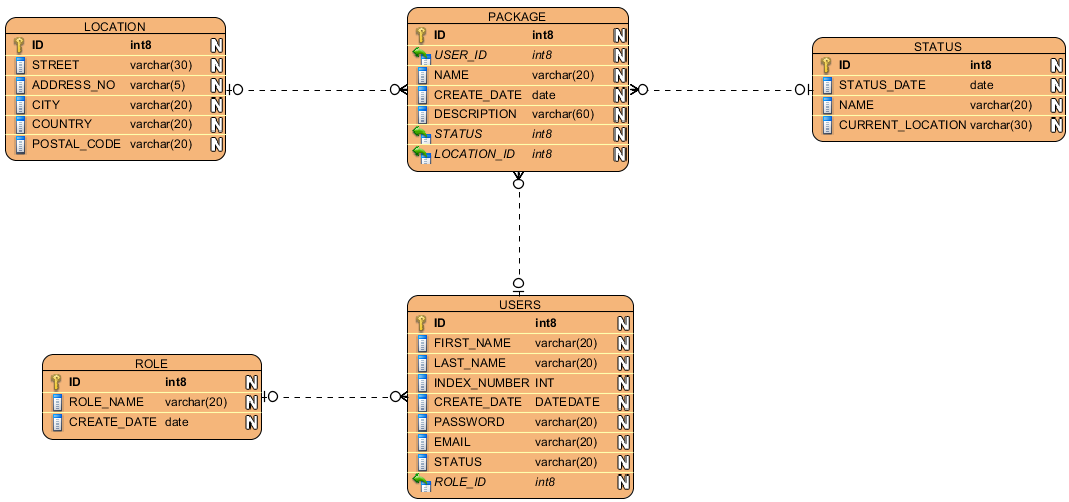 LOCATION
ID int8 N
STREET varchar(30) N
ADDRESS_NO varchar(5) N
CITY varchar(20) N
COUNTRY varchar(20) N
POSTAL_CODE varchar(20) N
PACKAGE
ID int8 N
USER_ID int8 N
NAME varchar(20) N
CREATE_DATE date N
DESCRIPTION varchar(60) N
STATUS int8 N
LOCATION_ID int8 N
STATUS
ID int8 N
STATUS_DATE date N
NAME varchar(20) N
CURRENT_LOCATION varchar(30) N
ROLE
ID int8 N
ROLE_NAME varchar(20) N
CREATE_DATE date N
USERS
ID int8 N
FIRST_NAME varchar(20) N
LAST_NAME varchar(20) N
INDEX_NUMBER INT N
CREATE_DATE DATEDATE N
PASSWORD varchar(20) N
EMAIL varchar(20) N
STATUS varchar(20) N
ROLE_ID int8 N